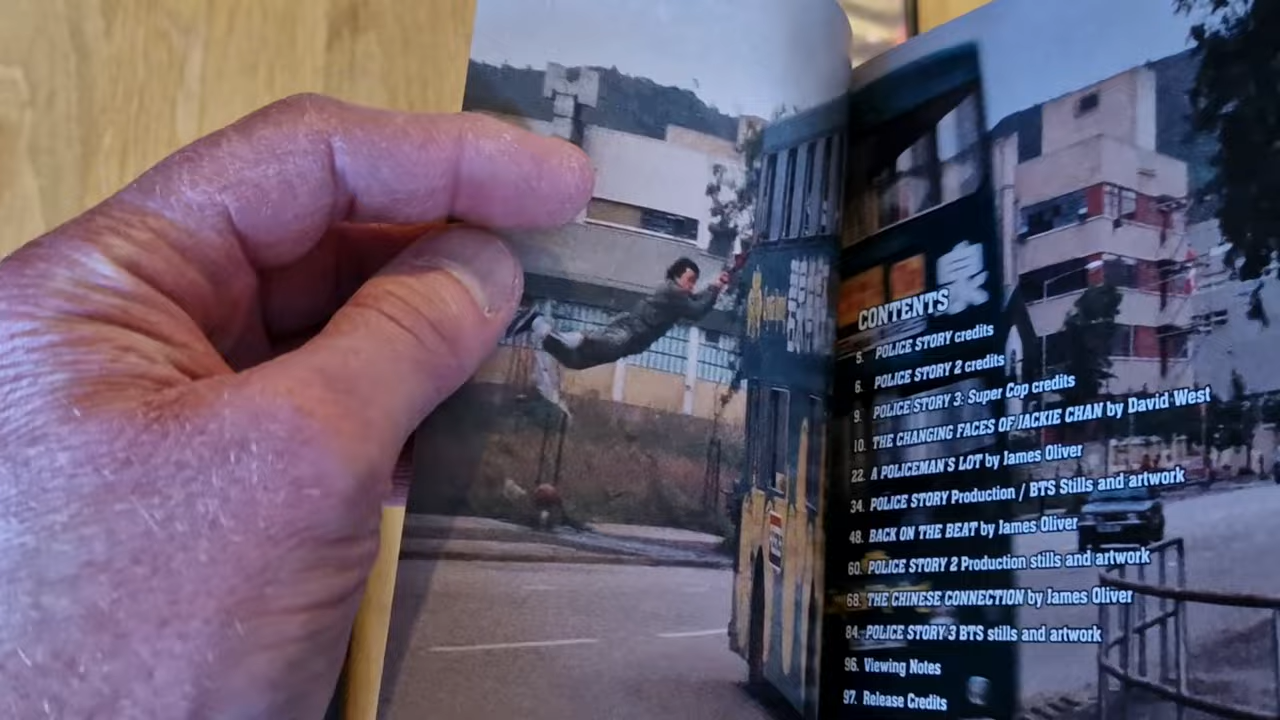 泉
CONTENTS
5. POLICE STORY credits
6. POLICE STORY 2 credits
9. POLICE STORY 3: Super Cop credits
10. THE CHANGING FACES OF JACKIE CHAN by David West
22. A POLICEMAN'S LOT by James Oliver
34. POLICE STORY Production / BTS Stills and artwork
48. BACK ON THE BEAT by James Oliver
60. POLICE STORY 2 Production stills and artwork
68. THE CHINESE CONNECTION by James Oliver
84. POLICE STORY 3 BTS stills and artwork
96. Viewing Notes
97. Release Credits